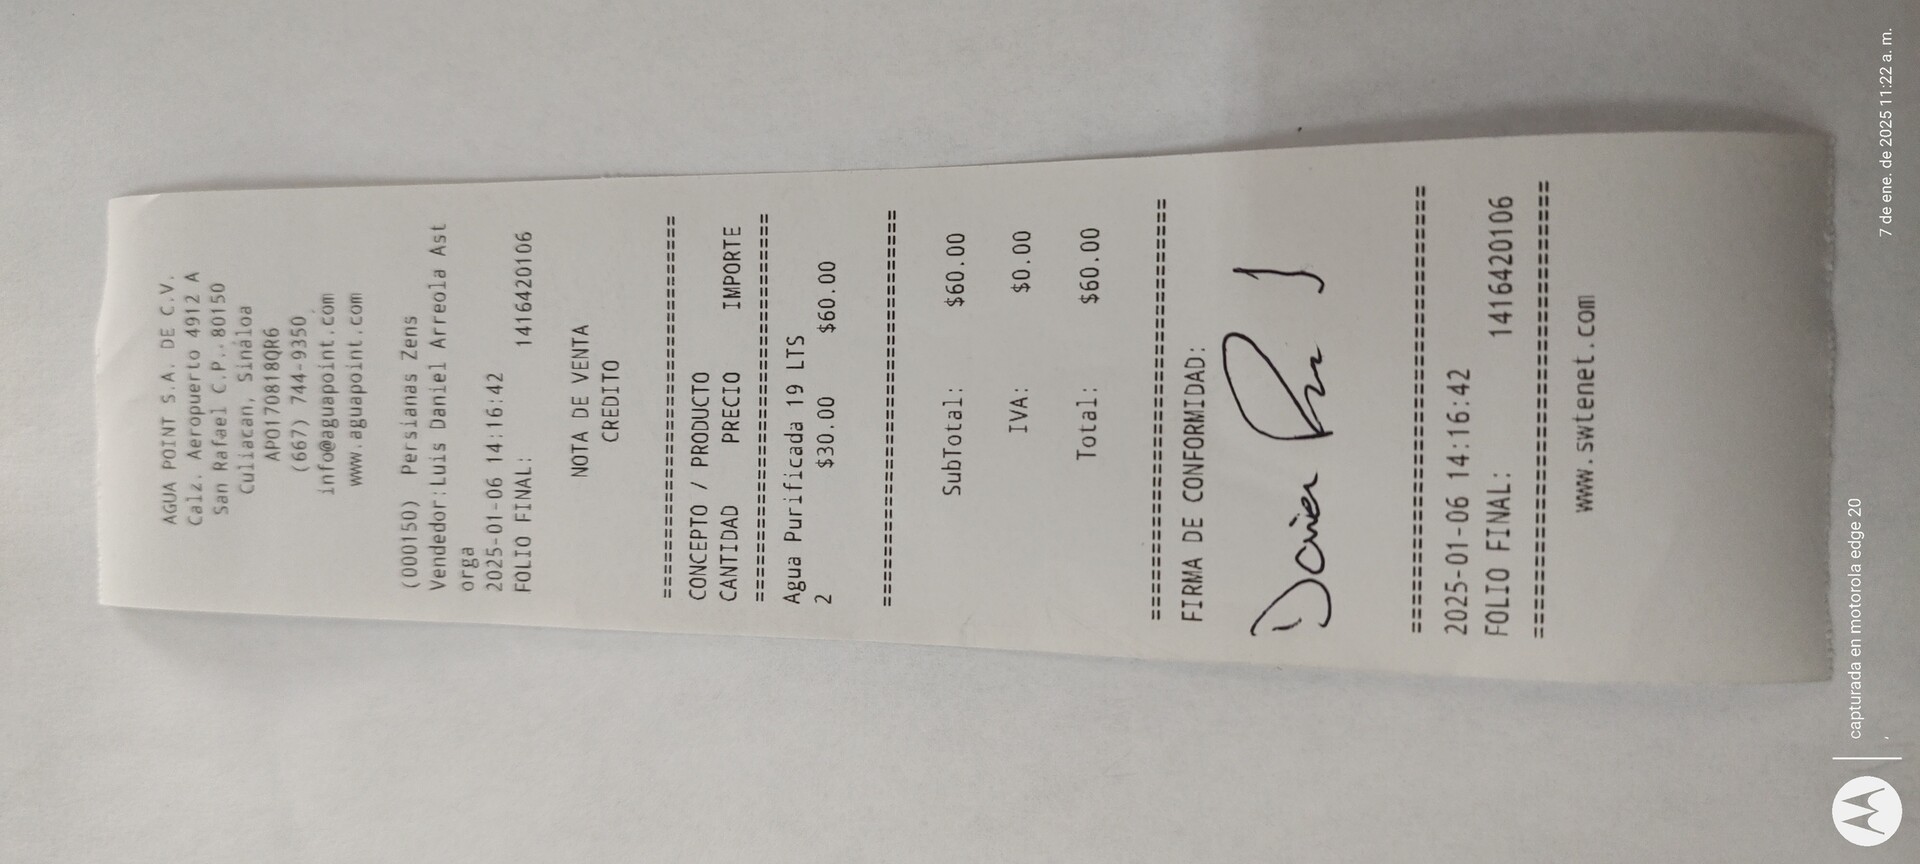 AGUA POINT S.A. DE C.V.
Calz. Aeropuerto 4912 A
San Rafael C.P. 80150
Culiacan, Sinaloa
APO170818QR6
(667) 744-9350
info@aguapoint.com
www.aguapoint.com
(000150) Persianas Zens
Vendedor:Luis Daniel Arreola Ast
orga
2025-01-06 14:16:42
FOLIO FINAL: 1416420106
NOTA DE VENTA
CREDITO
================================
CONCEPTO / PRODUCTO
CANTIDAD PRECIO IMPORTE
================================
Agua Purificada 19 LTS
2 $30.00 $60.00
================================
SubTotal: $60.00
IVA: $0.00
Total: $60.00
================================
FIRMA DE CONFORMIDAD:
================================
2025-01-06 14:16:42
FOLIO FINAL: 1416420106
================================
www.swtenet.com
capturada en motorola edge 20
7 de ene. de 2025 11:22 a. m.